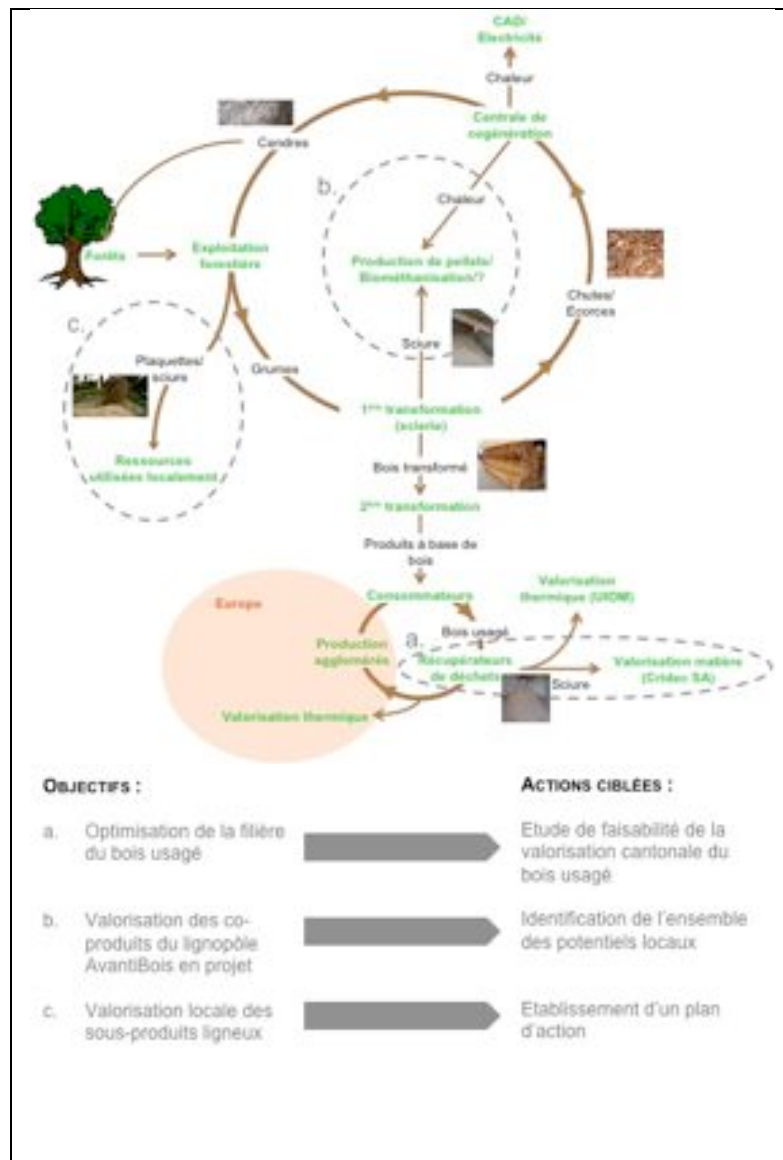 CAD/
Electricité
Chaleur
Centrale de
cogénération
Cendres
b.
Chaleur
Forêts
Exploitation
forestière
Production de pellets/
Biométhanisation/?
Chutes/
Ecorces
c.
Sciure
Plaquettes/
sciure
Grumes
1ère transformation
(scierie)
Ressources
utilisées localement
Bois transformé
2ème transformation
Produits à base de
bois
Consommateurs
Valorisation
thermique (UIOM)
Europe
Bois usagé
a.
Production
agglomérés
Récupérateurs
de déchets
Valorisation matière
(Cridec SA)
Sciure
Valorisation thermique
OBJECTIFS :
ACTIONS CIBLÉES :
a. Optimisation de la filière
du bois usagé
Etude de faisabilité de la
valorisation cantonale du
bois usagé
b. Valorisation des co-
produits du lignopôle
AvantiBois en projet
Identification de l'ensemble
des potentiels locaux
c. Valorisation locale des
sous-produits ligneux
Etablissement d'un plan
d'action